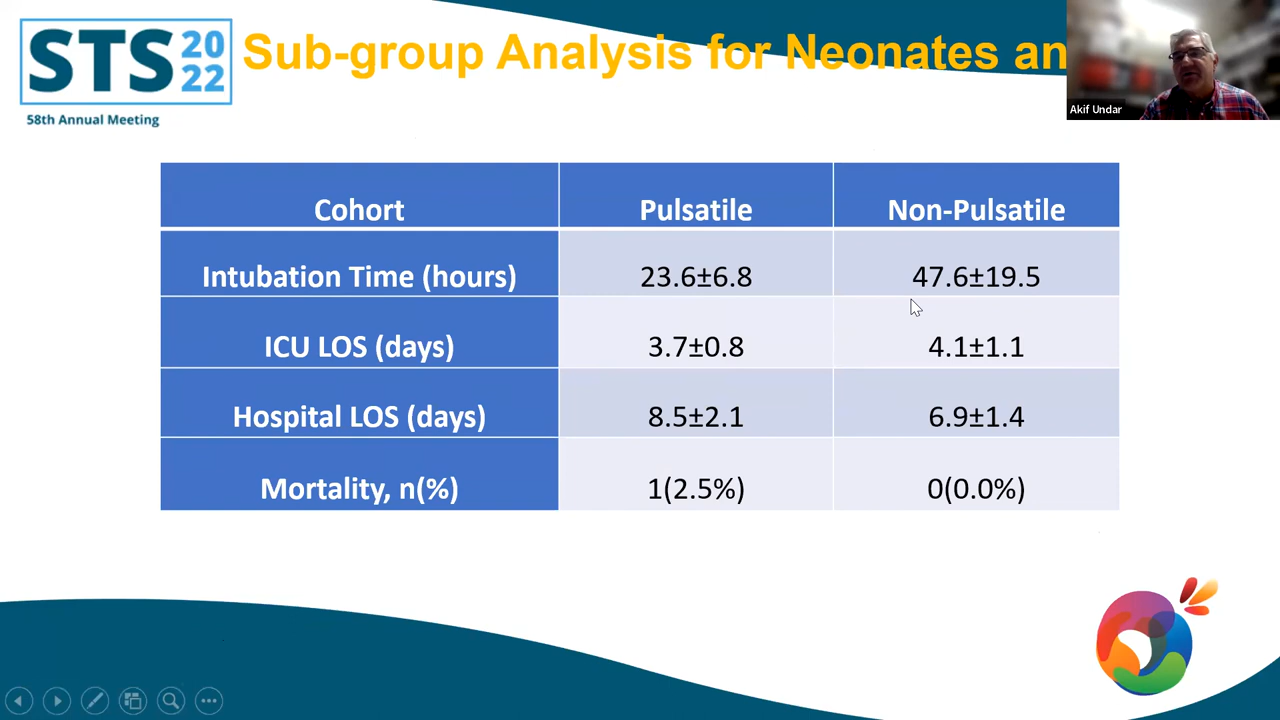 STS 20 22
58th Annual Meeting
Sub-group Analysis for Neonates an
Akif Undar
Cohort Pulsatile Non-Pulsatile
Intubation Time (hours) 23.6±6.8 47.6±19.5
ICU LOS (days) 3.7±0.8 4.1±1.1
Hospital LOS (days) 8.5±2.1 6.9±1.4
Mortality, n(%) 1(2.5%) 0(0.0%)